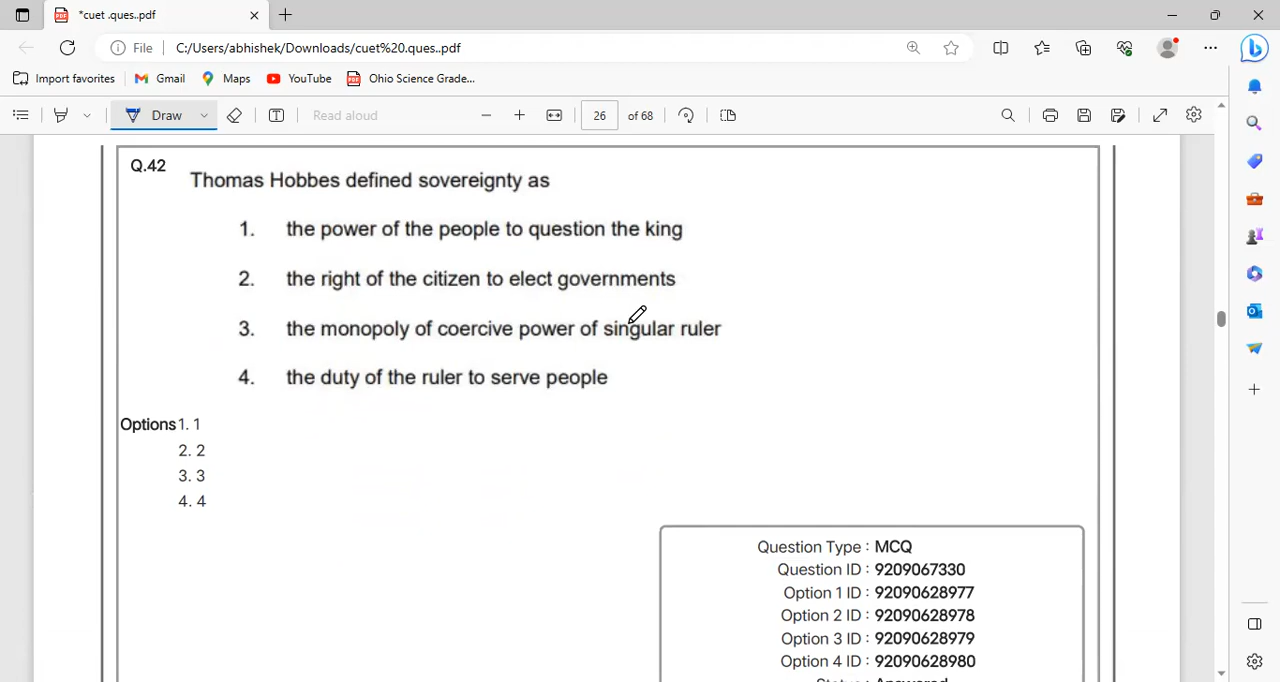 *cuet .ques..pdf
File
C:/Users/abhishek/Downloads/cuet%20.ques..pdf
Import favorites
Gmail
Maps
YouTube
Ohio Science Grade...
Draw
Read aloud
26 of 68
Q.42
Thomas Hobbes defined sovereignty as
1. the power of the people to question the king
2. the right of the citizen to elect governments
3. the monopoly of coercive power of singular ruler
4. the duty of the ruler to serve people
Options 1. 1
2. 2
3. 3
4. 4
Question Type : MCQ
Question ID : 9209067330
Option 1 ID : 92090628977
Option 2 ID : 92090628978
Option 3 ID : 92090628979
Option 4 ID : 92090628980
Status : Answered